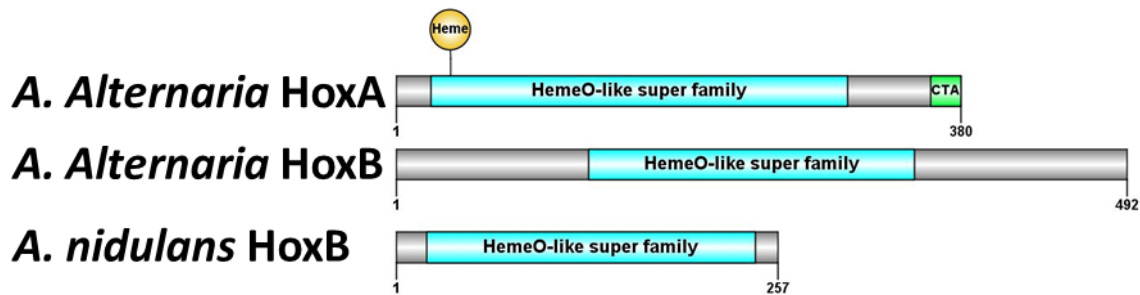 Heme
A. Alternaria HoxA HemeO-like super family CTA
1 380
A. Alternaria HoxB HemeO-like super family
1 492
A. nidulans HoxB HemeO-like super family
1 257